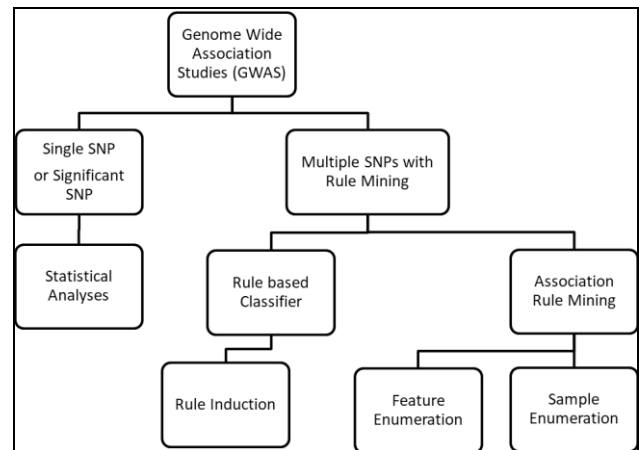 Genome Wide
Association
Studies (GWAS)
Single SNP
or Significant
SNP
Multiple SNPs with
Rule Mining
Statistical
Analyses
Rule based
Classifier
Association
Rule Mining
Rule Induction
Feature
Enumeration
Sample
Enumeration